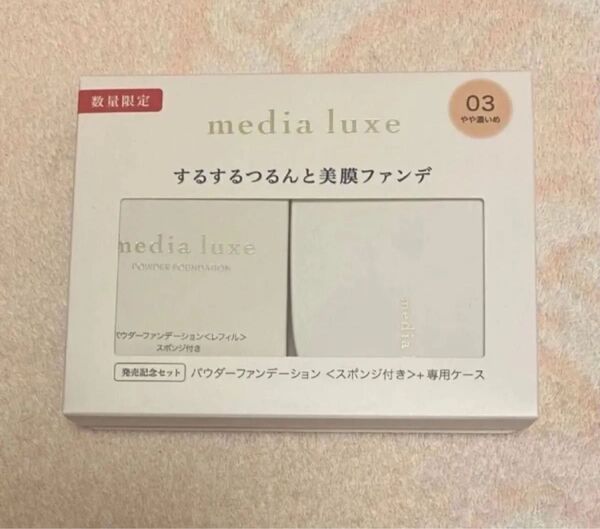 数量限定
media luxe
03
やや濃いめ
するするつるんと美膜ファンデ
media luxe
POWDER FOUNDATION
パウダーファンデーション＜レフィル＞
スポンジ付き
media
発売記念セット パウダーファンデーション ＜スポンジ付き＞+専用ケース